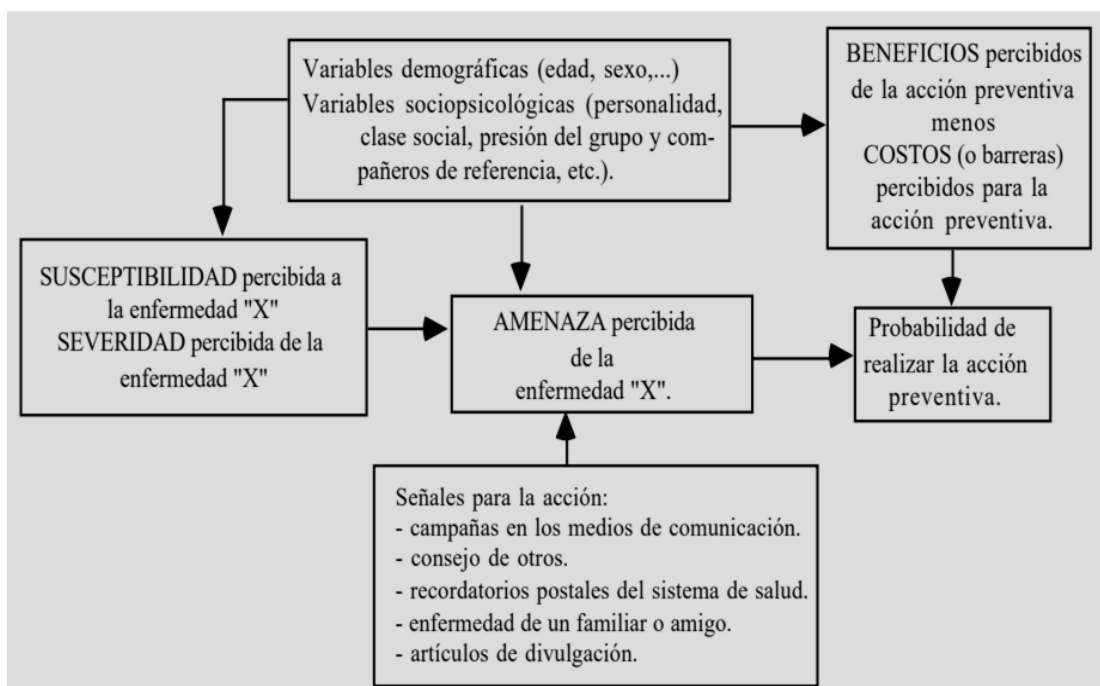 Variables demográficas (edad, sexo,...)
Variables sociopsicológicas (personalidad,
clase social, presión del grupo y com-
pañeros de referencia, etc.).
BENEFICIOS percibidos
de la acción preventiva
menos
COSTOS (o barreras)
percibidos para la
acción preventiva.
SUSCEPTIBILIDAD percibida a
la enfermedad "X"
SEVERIDAD percibida de la
enfermedad "X"
AMENAZA percibida
de la
enfermedad "X".
Probabilidad de
realizar la acción
preventiva.
Señales para la acción:
- campañas en los medios de comunicación.
- consejo de otros.
- recordatorios postales del sistema de salud.
- enfermedad de un familiar o amigo.
- artículos de divulgación.